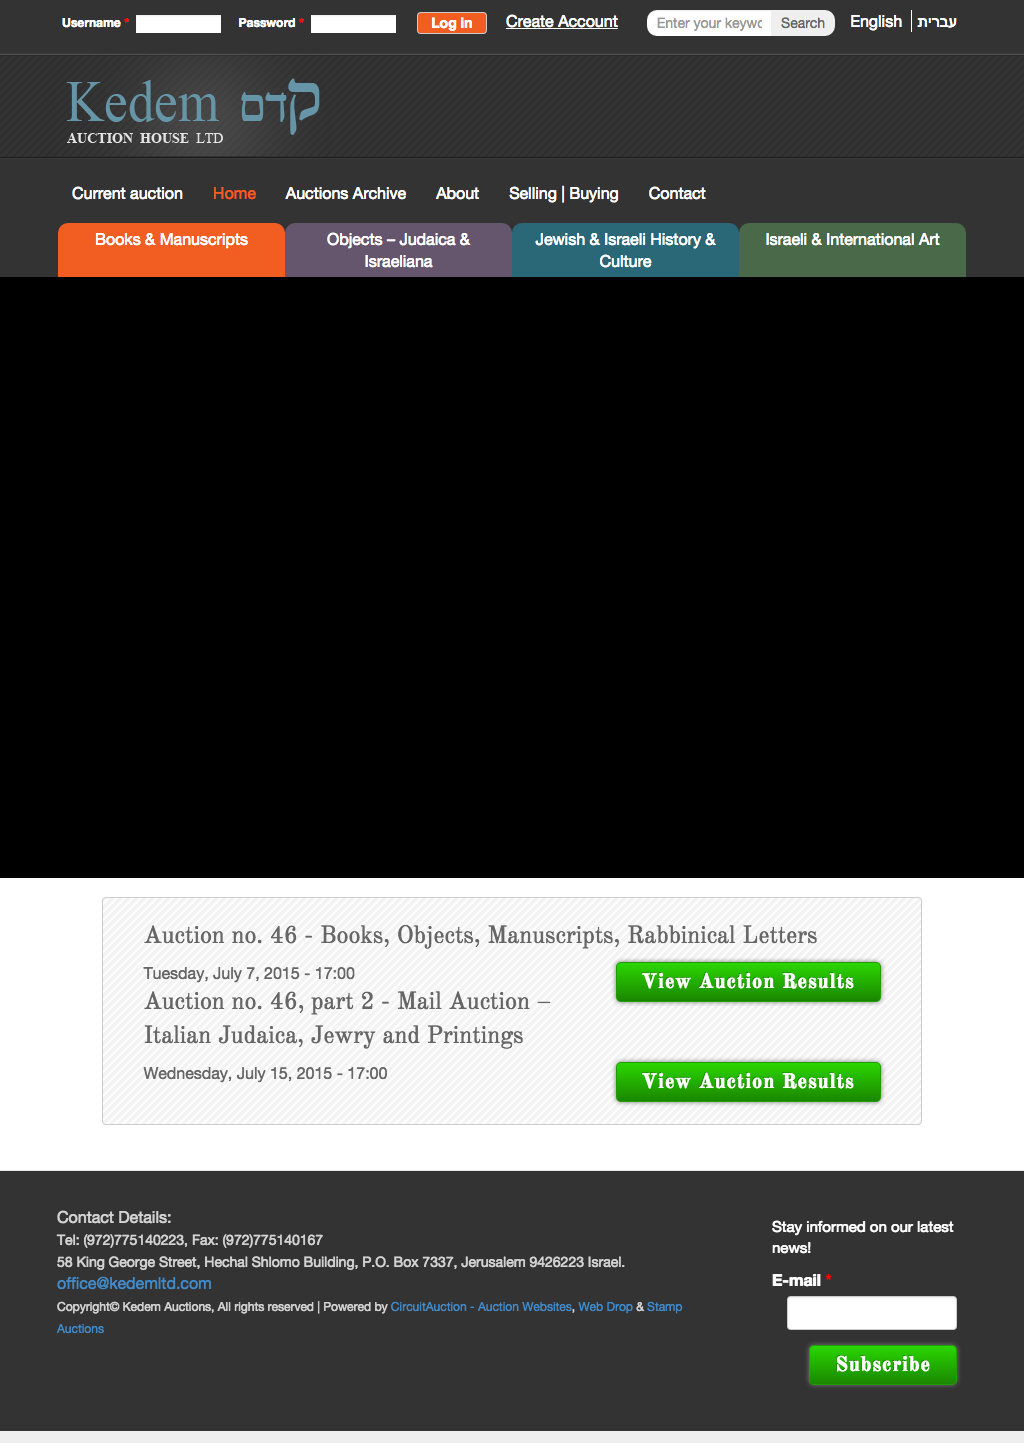 Username * Password * Log In Create Account Enter your keywo Search English עברית
Kedem קדם
AUCTION HOUSE LTD
Current auction Home Auctions Archive About Selling | Buying Contact
Books & Manuscripts
Objects – Judaica &
Israeliana
Jewish & Israeli History &
Culture
Israeli & International Art
Auction no. 46 - Books, Objects, Manuscripts, Rabbinical Letters
Tuesday, July 7, 2015 - 17:00
View Auction Results
Auction no. 46, part 2 - Mail Auction –
Italian Judaica, Jewry and Printings
Wednesday, July 15, 2015 - 17:00
View Auction Results
Contact Details:
Tel: (972)775140223, Fax: (972)775140167
58 King George Street, Hechal Shlomo Building, P.O. Box 7337, Jerusalem 9426223 Israel.
office@kedemltd.com
Copyright© Kedem Auctions, All rights reserved | Powered by CircuitAuction - Auction Websites, Web Drop & Stamp
Auctions
Stay informed on our latest
news!
E-mail *
Subscribe